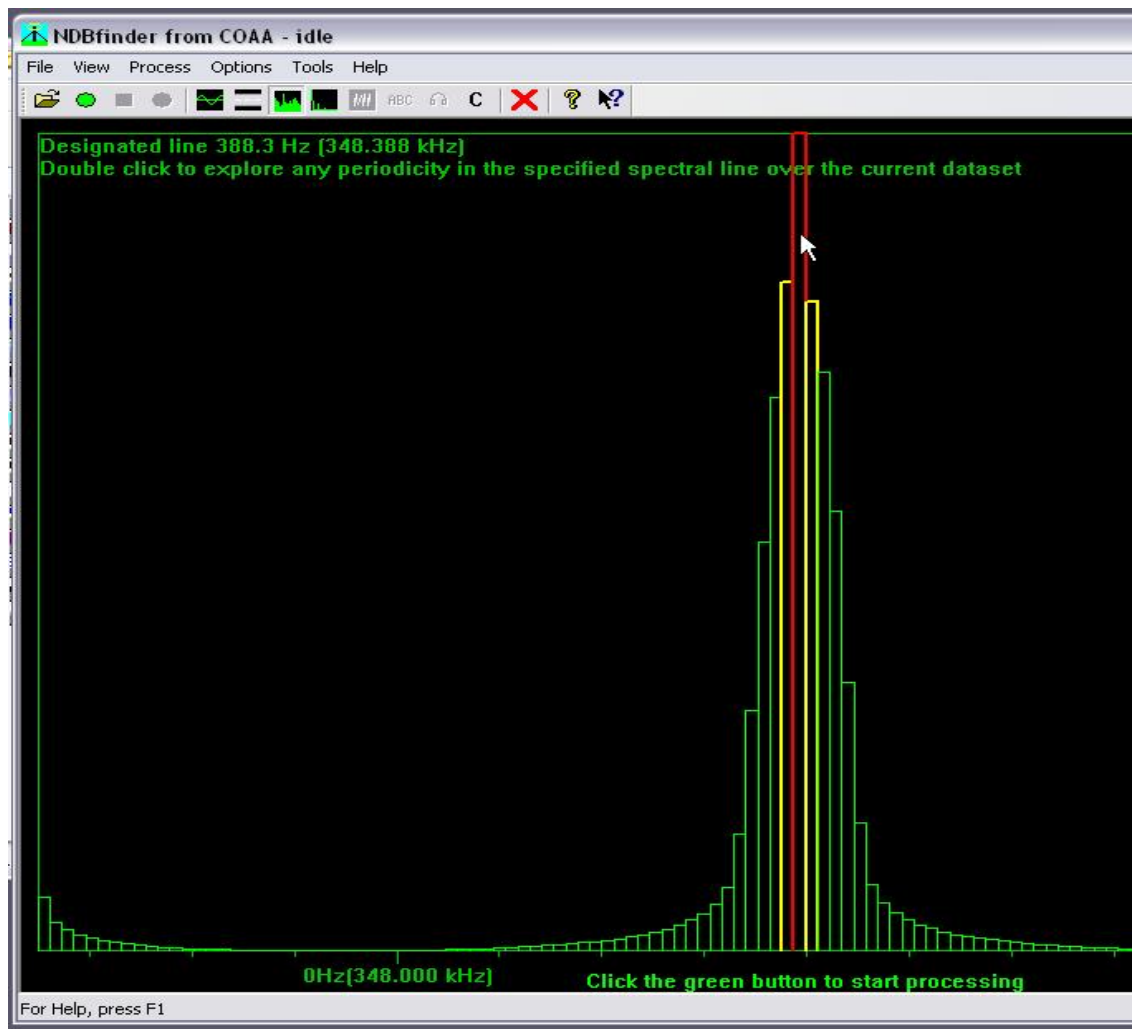 NDBfinder from COAA - idle
File View Process Options Tools Help
ABC C ? ?
Designated line 388.3 Hz (348.388 kHz)
Double click to explore any periodicity in the specified spectral line over the current dataset
0Hz(348.000 kHz)
Click the green button to start processing
For Help, press F1